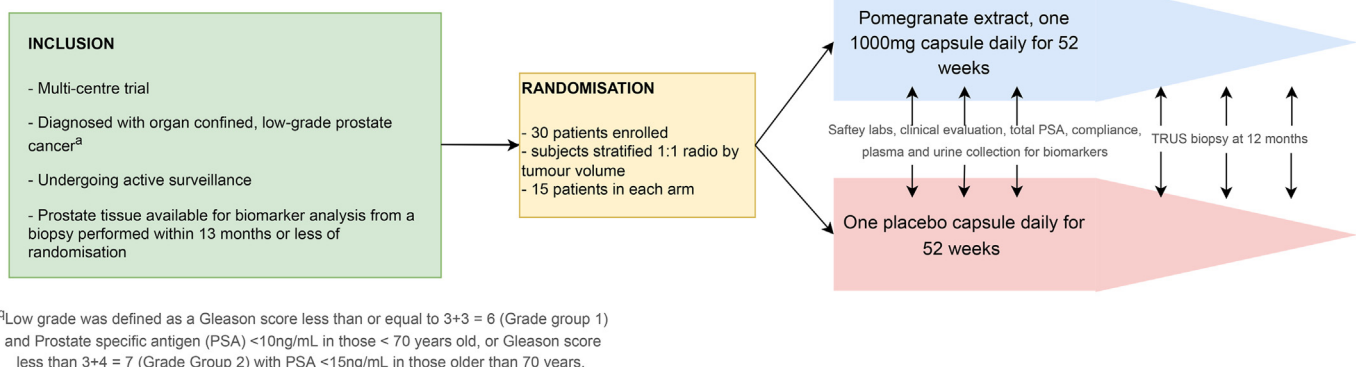 INCLUSION
- Multi-centre trial
- Diagnosed with organ confined, low-grade prostate
cancera
- Undergoing active surveillance
- Prostate tissue available for biomarker analysis from a
biopsy performed within 13 months or less of
randomisation
RANDOMISATION
- 30 patients enrolled
- subjects stratified 1:1 radio by
tumour volume
- 15 patients in each arm
Pomegranate extract, one
1000mg capsule daily for 52
weeks
Saftey labs, clinical evaluation, total PSA, compliance,
plasma and urine collection for biomarkers
TRUS biopsy at 12 months
One placebo capsule daily for
52 weeks
aLow grade was defined as a Gleason score less than or equal to 3+3 = 6 (Grade group 1)
and Prostate specific antigen (PSA) <10ng/mL in those < 70 years old, or Gleason score
less than 3+4 = 7 (Grade Group 2) with PSA <15ng/mL in those older than 70 years.